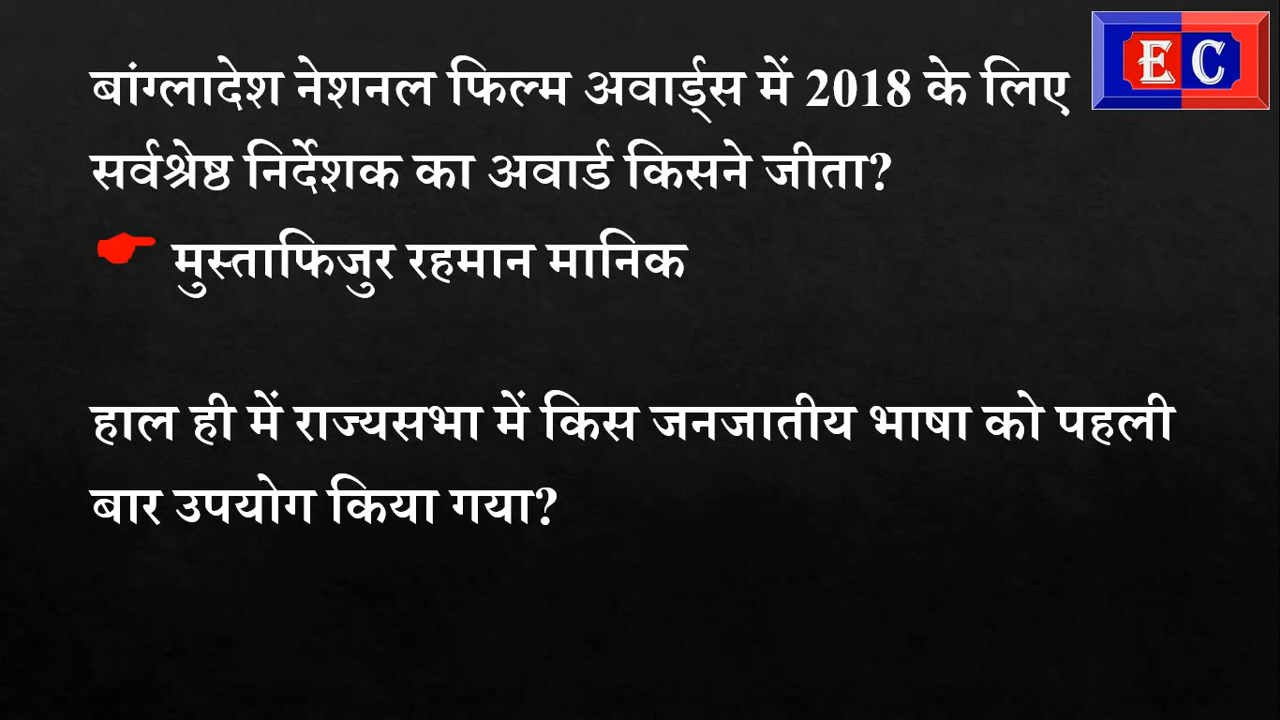 EC
बांग्लादेश नेशनल फिल्म अवार्ड्स में 2018 के लिए
सर्वश्रेष्ठ निर्देशक का अवार्ड किसने जीता?
मुस्ताफिजुर रहमान मानिक
हाल ही में राज्यसभा में किस जनजातीय भाषा को पहली
बार उपयोग किया गया?